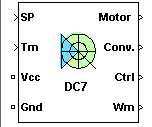 SP Motor
Tm Conv.
Vcc Ctrl
DC7
Gnd Wm